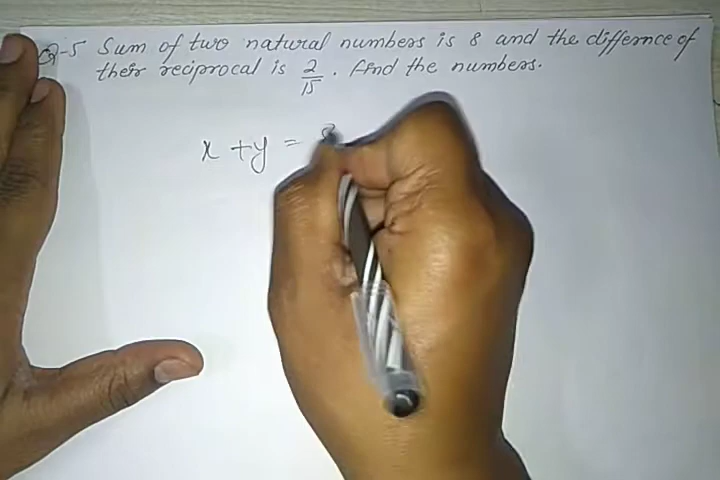 Q-5 Sum of two natural numbers is 8 and the differnce of
their reciprocal is 2/15. find the numbers.
x + y = 8